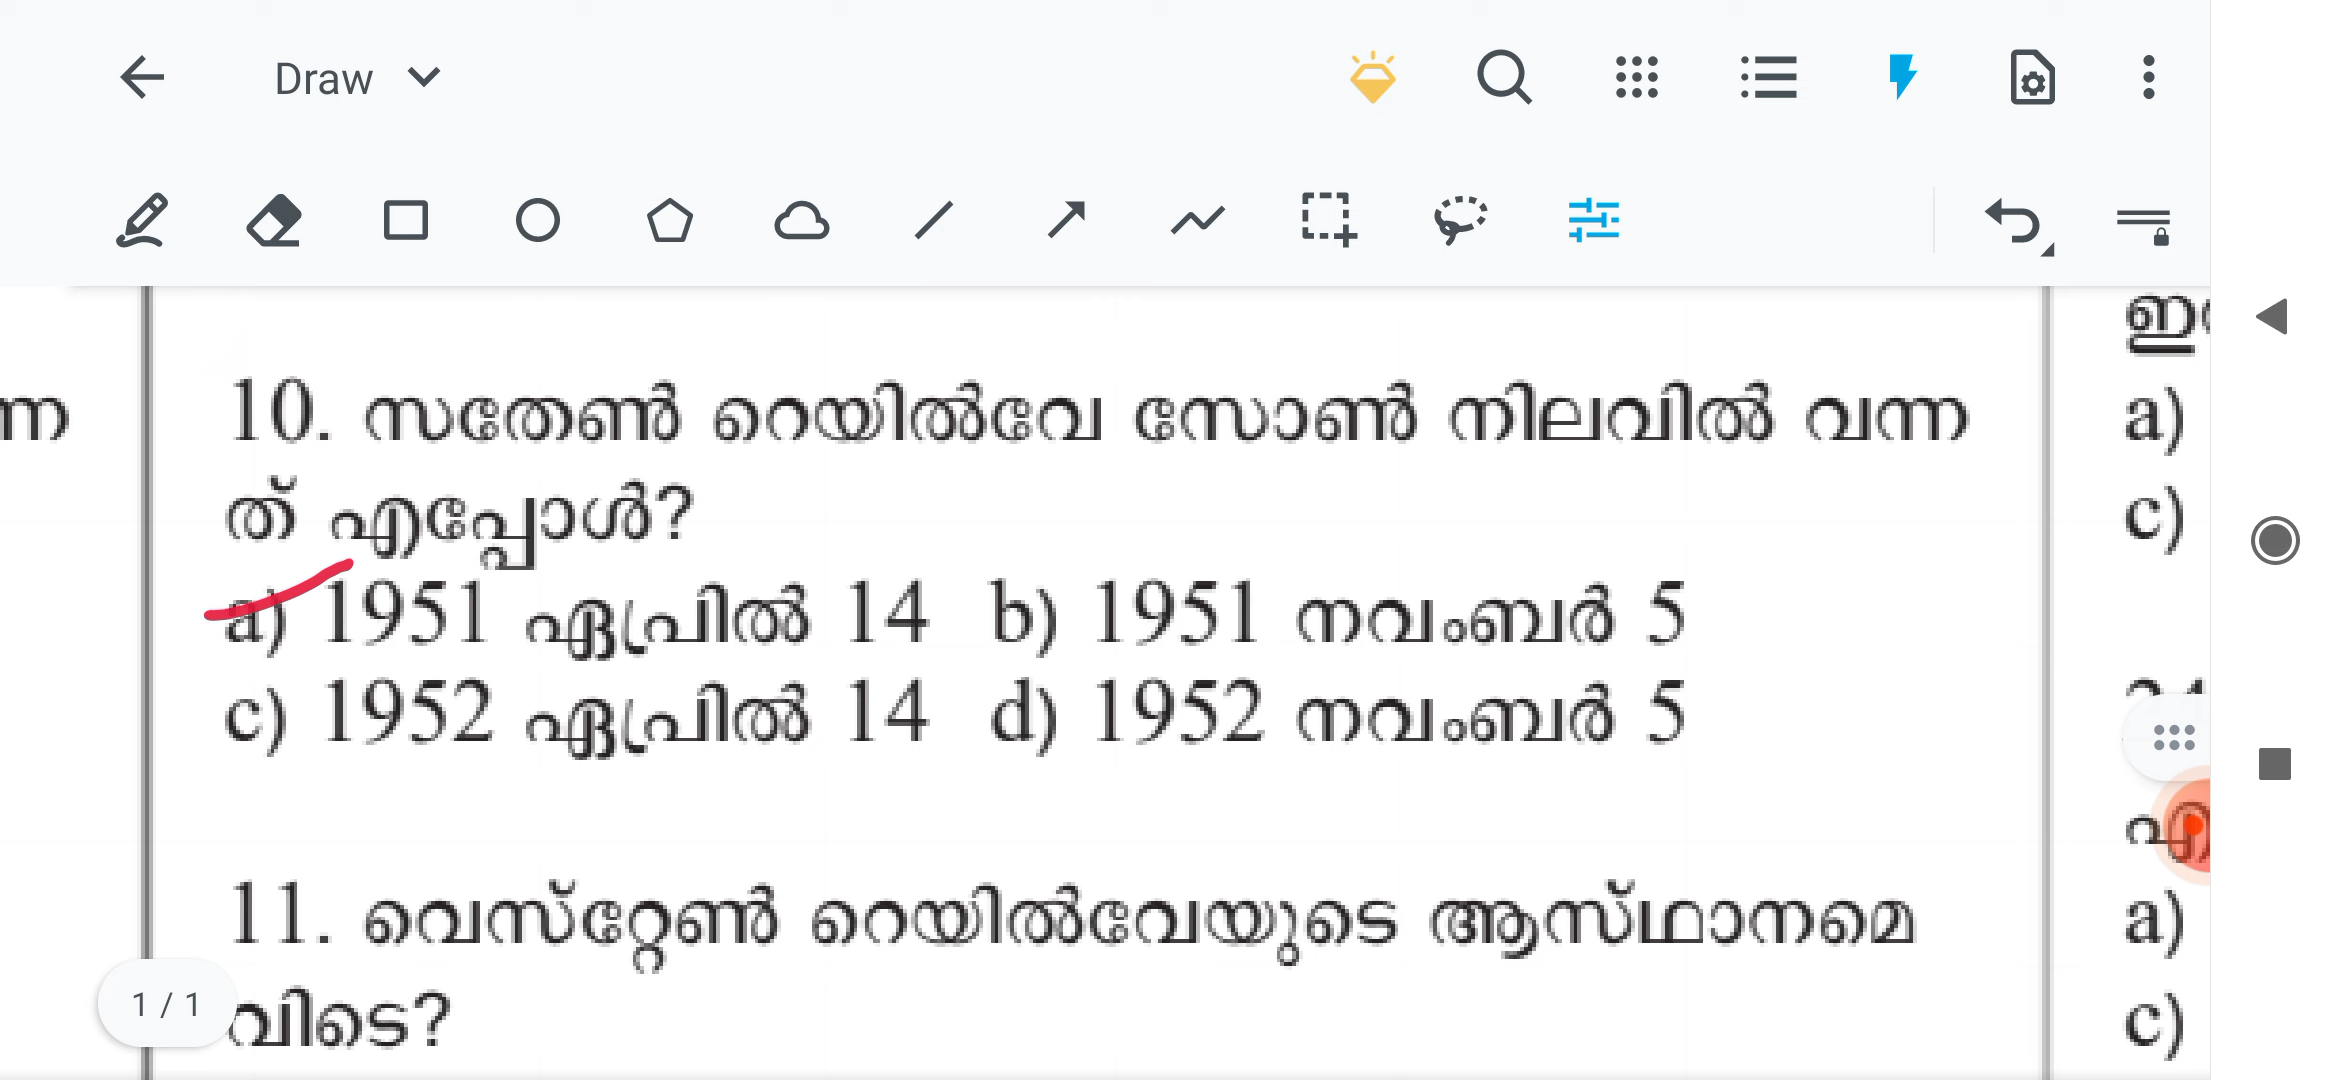 Draw
10. സതേൺ റെയിൽവേ സോൺ നിലവിൽ വന്ന
ത് എപ്പോൾ?
a) 1951 ഏപ്രിൽ 14 b) 1951 നവംബർ 5
c) 1952 ഏപ്രിൽ 14 d) 1952 നവംബർ 5
11. വെസ്റ്റേൺ റെയിൽവേയുടെ ആസ്ഥാനമെ
വിടെ?
1 / 1
ന്ന
a)
c)
a)
c)